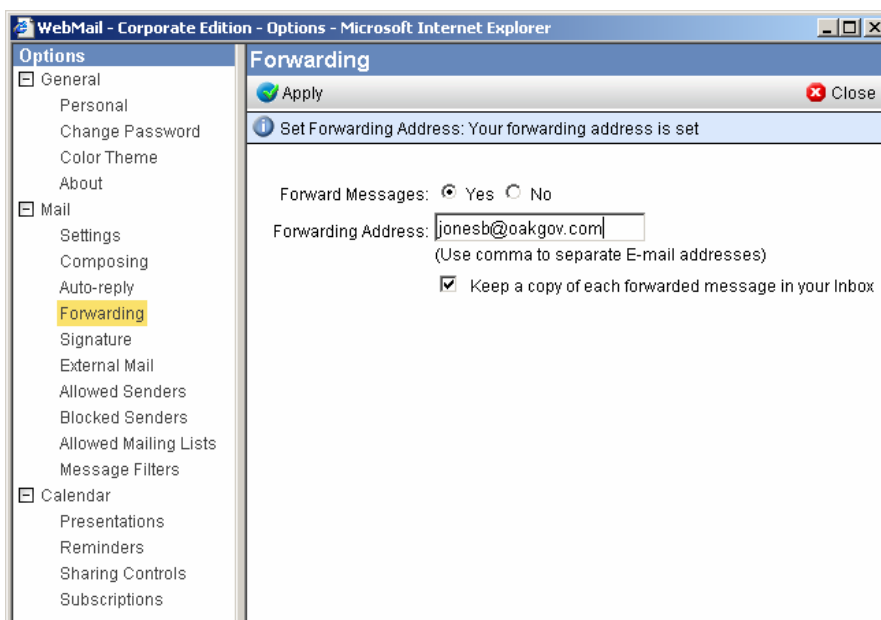 WebMail - Corporate Edition - Options - Microsoft Internet Explorer
Options
General
Personal
Change Password
Color Theme
About
Mail
Settings
Composing
Auto-reply
Forwarding
Signature
External Mail
Allowed Senders
Blocked Senders
Allowed Mailing Lists
Message Filters
Calendar
Presentations
Reminders
Sharing Controls
Subscriptions
Forwarding
Apply Close
Set Forwarding Address: Your forwarding address is set
Forward Messages: Yes No
Forwarding Address: jonesb@oakgov.com
(Use comma to separate E-mail addresses)
Keep a copy of each forwarded message in your Inbox